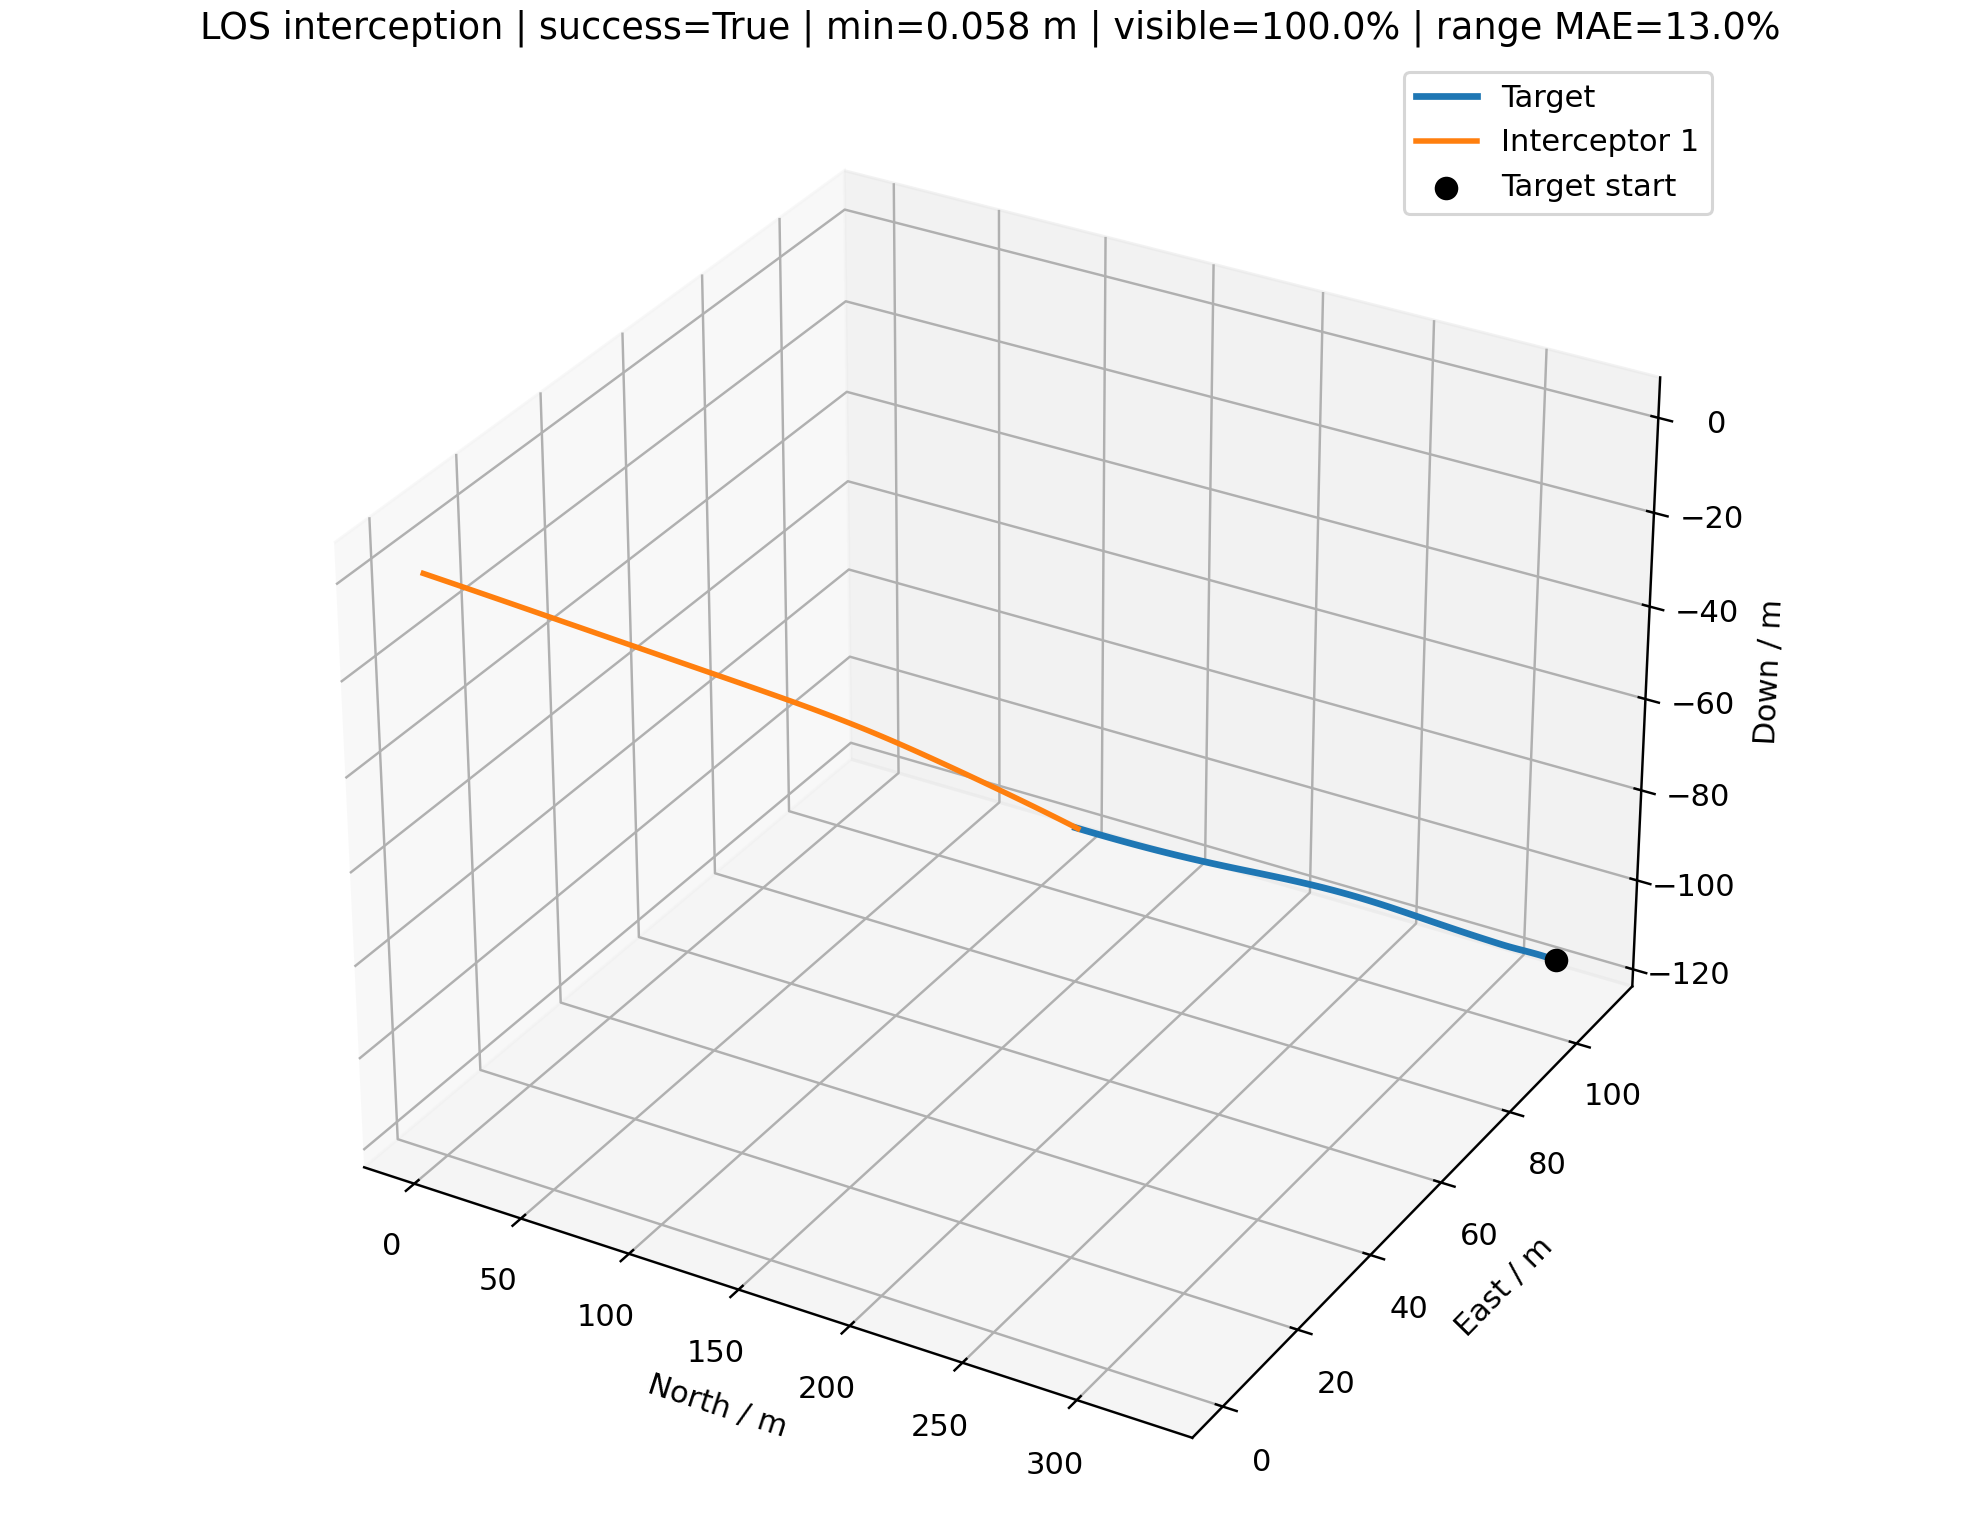 LOS interception | success=True | min=0.058 m | visible=100.0% | range MAE=13.0%
Target
Interceptor 1
Target start
0
−20
−40
−60
−80
−100
−120
Down / m
100
80
60
40
20
0
East / m
0
50
100
150
200
250
300
North / m